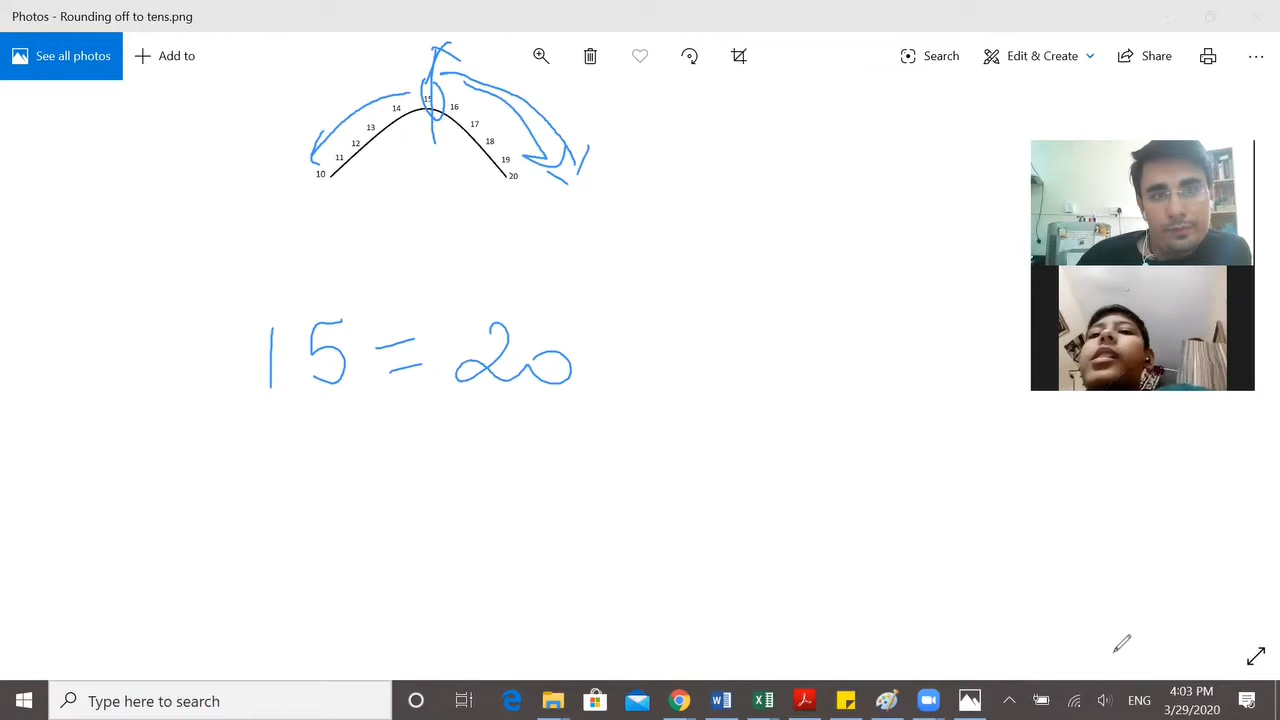 Photos - Rounding off to tens.png
See all photos
Add to
Search
Edit & Create
Share
15
14
16
13
17
12
18
11
19
10
20
15 = 20
Type here to search
ENG
4:03 PM
3/29/2020